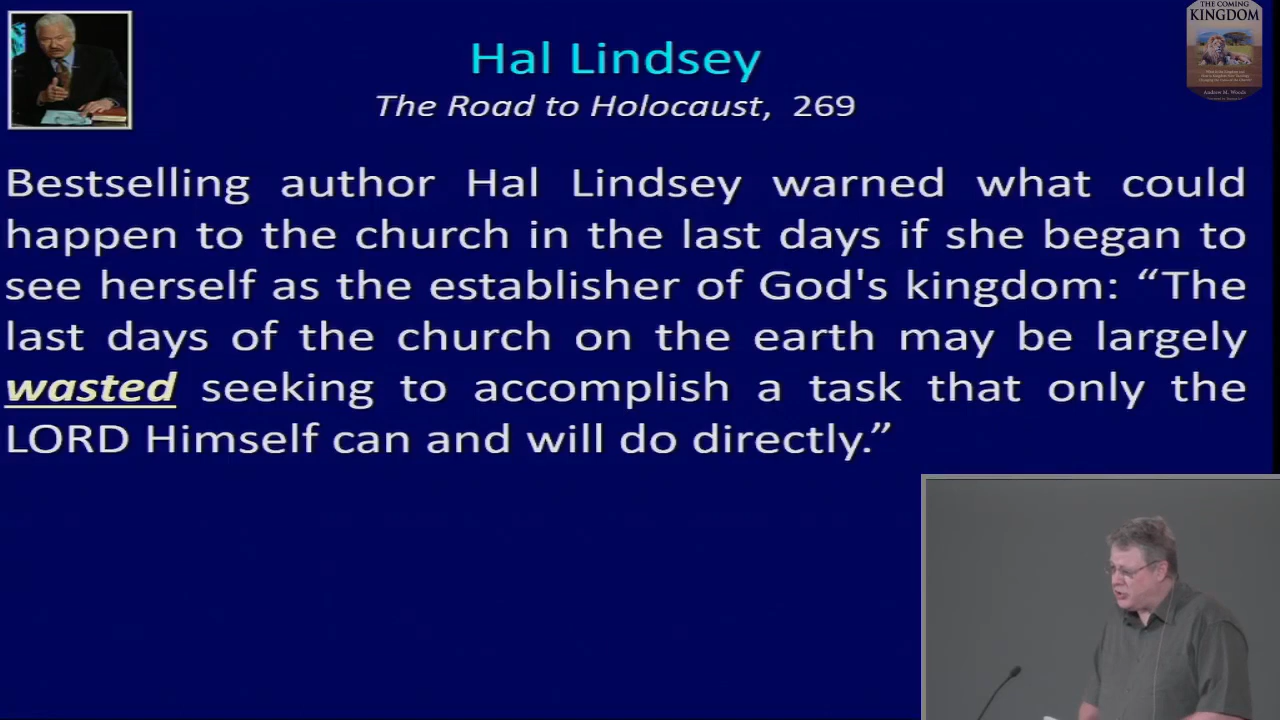 THE COMING
KINGDOM
Andrew M. Woods
Hal Lindsey
The Road to Holocaust, 269
Bestselling author Hal Lindsey warned what could
happen to the church in the last days if she began to
see herself as the establisher of God's kingdom: “The
last days of the church on the earth may be largely
wasted seeking to accomplish a task that only the
LORD Himself can and will do directly.”